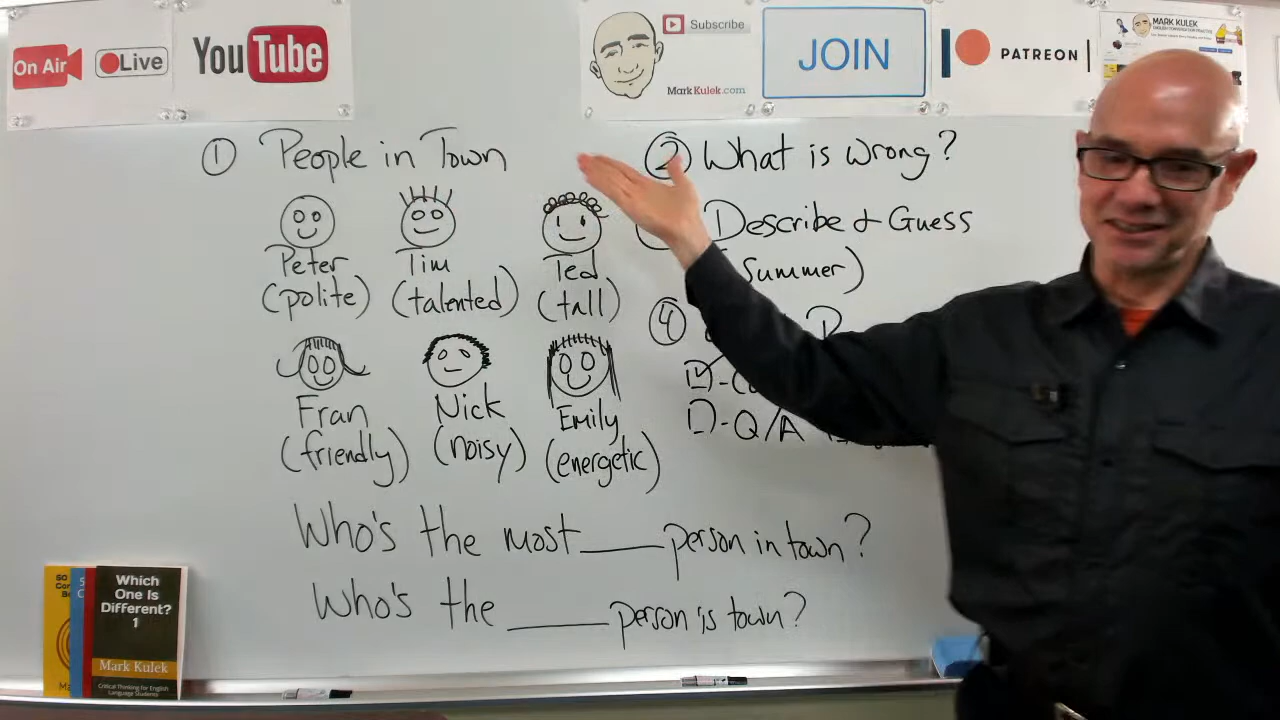 On Air
Live
YouTube
Subscribe
MarkKulek.com
JOIN
PATREON
MARK KULEK
① People in Town
Peter
(polite)
Tim
(talented)
Ted
(tall)
Fran
(friendly)
Nick
(noisy)
Emily
(energetic)
Who's the most ____ person in town?
Who's the ____ person is town?
② What is wrong?
Describe & Guess
(Summer)
④
- Q/A
Which
One Is
Different?
1
Mark Kulek
Critical Thinking for English
Language Students
50